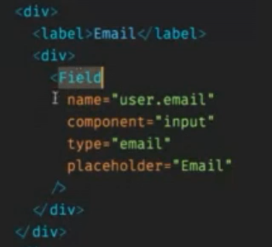 <div>
<label>Email</label>
<div>
<Field
name="user.email"
component="input"
type="email"
placeholder="Email"
/>
</div>
</div>